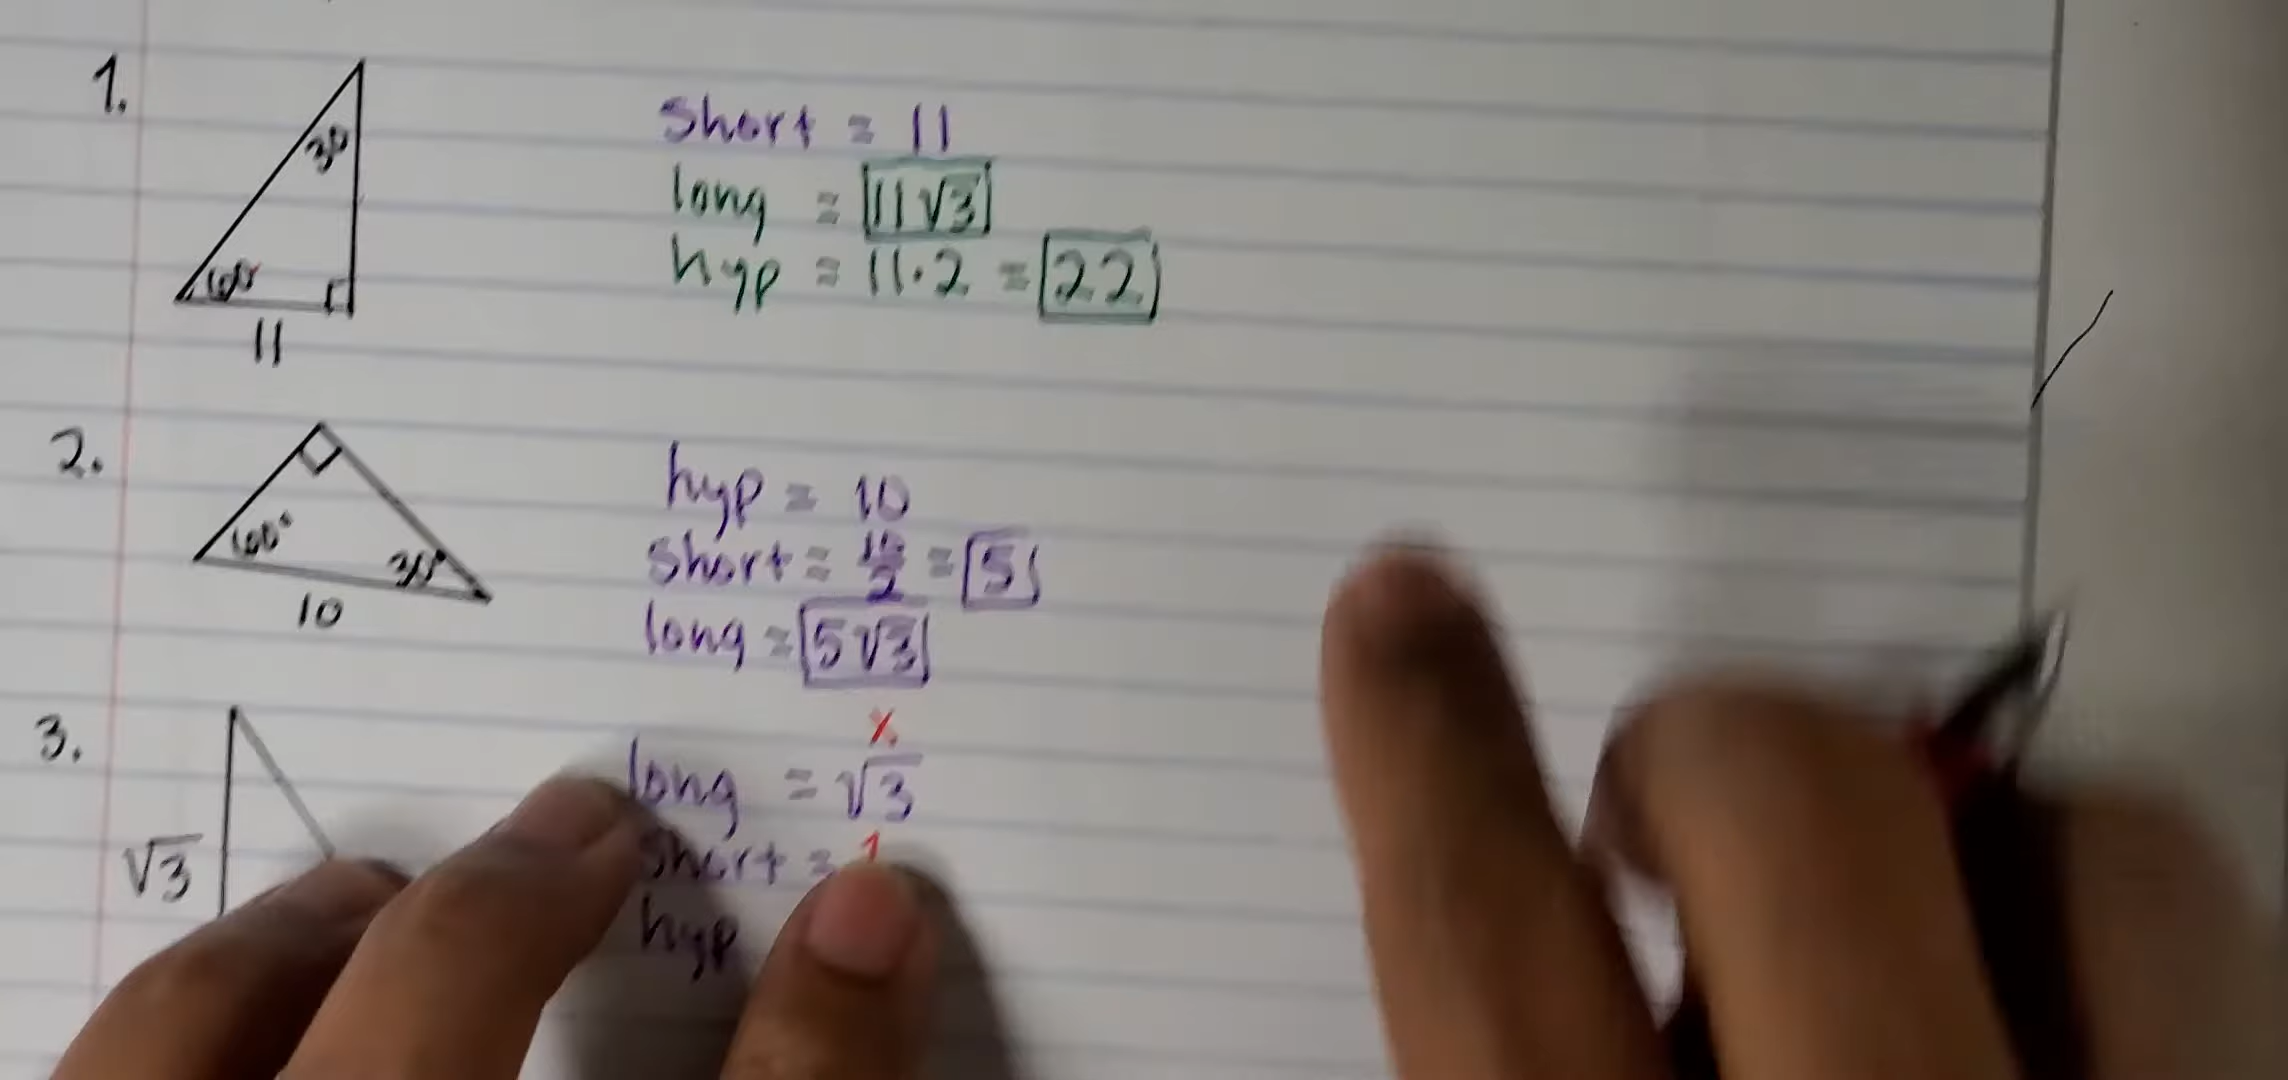 1.
30°
60°
11
short = 11
long = 11√3
hyp = 11·2 = 22
2.
60°
30°
10
hyp = 10
short = 10/2 = 5
long = 5√3
3.
√3
long = √3
short = 1
hyp